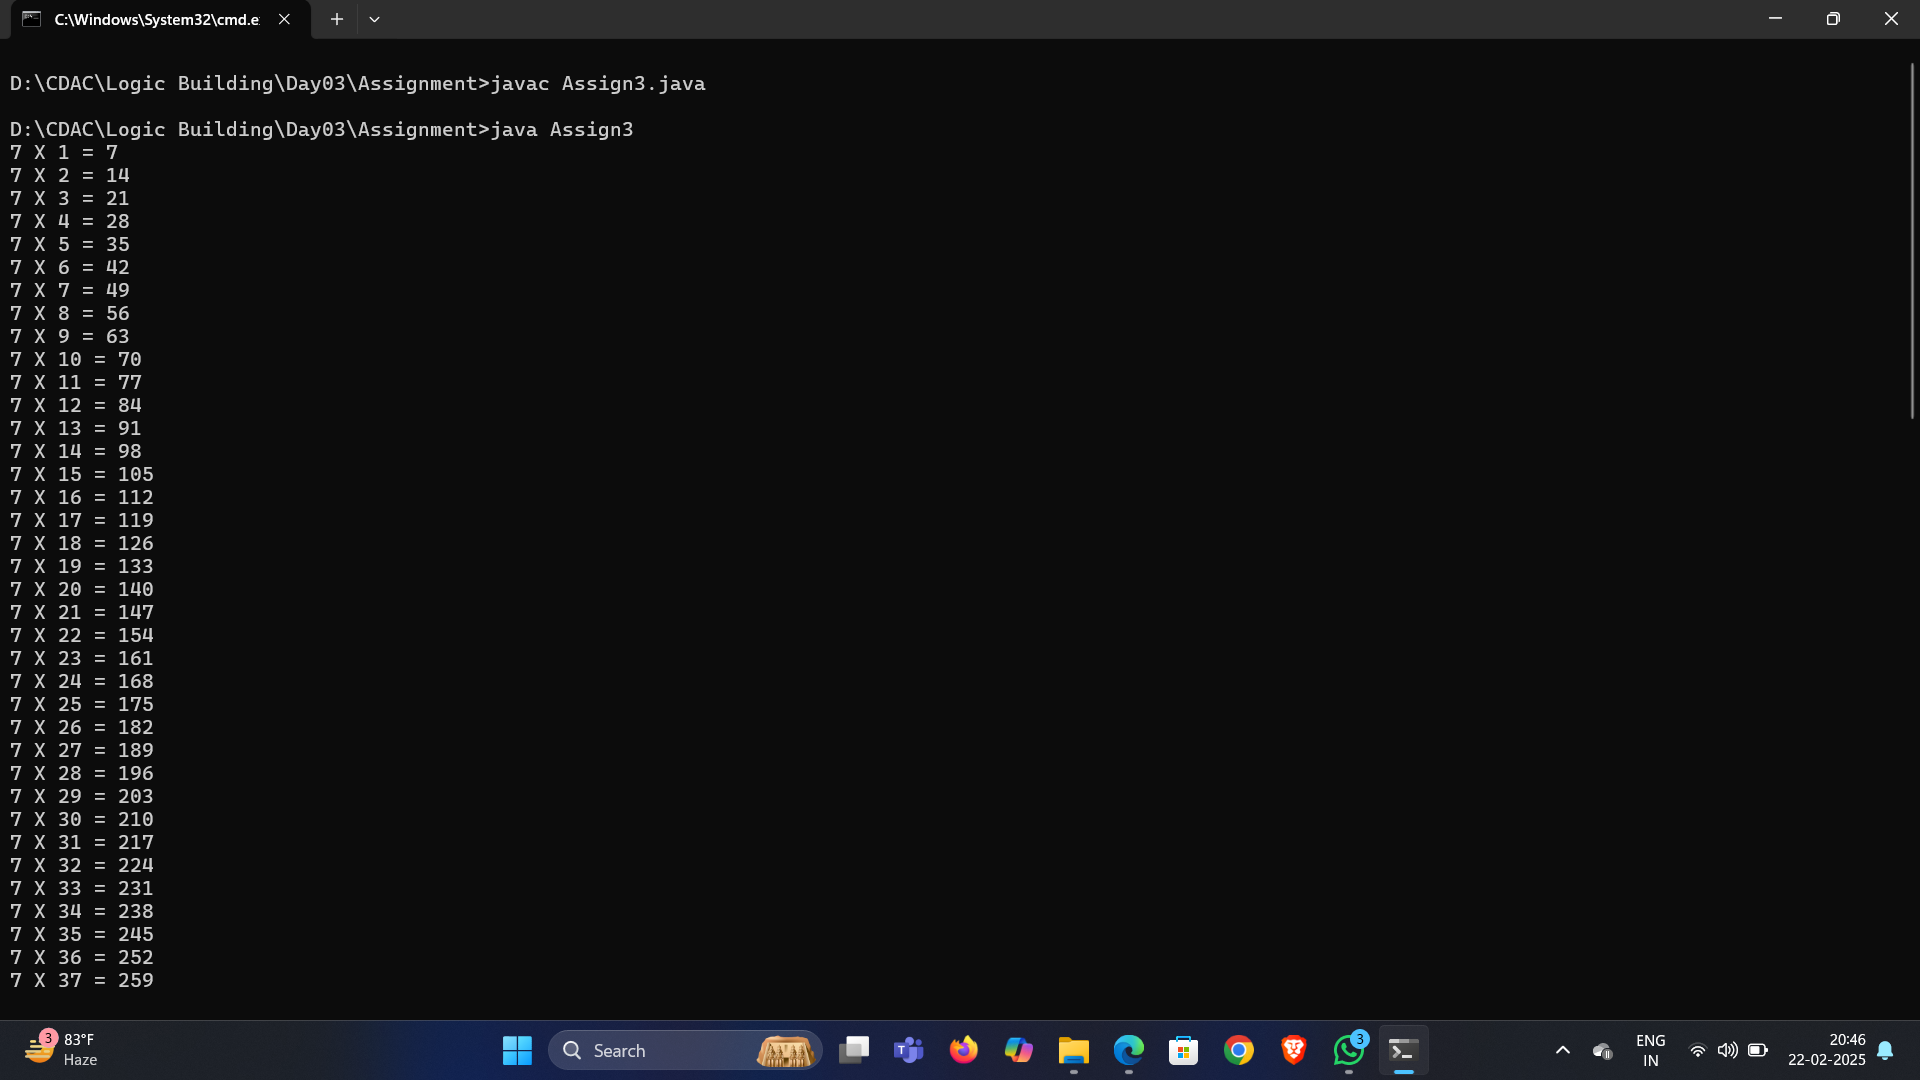 C:\Windows\System32\cmd.e
D:\CDAC\Logic Building\Day03\Assignment>javac Assign3.java
D:\CDAC\Logic Building\Day03\Assignment>java Assign3
7 X 1 = 7
7 X 2 = 14
7 X 3 = 21
7 X 4 = 28
7 X 5 = 35
7 X 6 = 42
7 X 7 = 49
7 X 8 = 56
7 X 9 = 63
7 X 10 = 70
7 X 11 = 77
7 X 12 = 84
7 X 13 = 91
7 X 14 = 98
7 X 15 = 105
7 X 16 = 112
7 X 17 = 119
7 X 18 = 126
7 X 19 = 133
7 X 20 = 140
7 X 21 = 147
7 X 22 = 154
7 X 23 = 161
7 X 24 = 168
7 X 25 = 175
7 X 26 = 182
7 X 27 = 189
7 X 28 = 196
7 X 29 = 203
7 X 30 = 210
7 X 31 = 217
7 X 32 = 224
7 X 33 = 231
7 X 34 = 238
7 X 35 = 245
7 X 36 = 252
7 X 37 = 259
3
83°F
Haze
Search
T
3
ENG
IN
20:46
22-02-2025